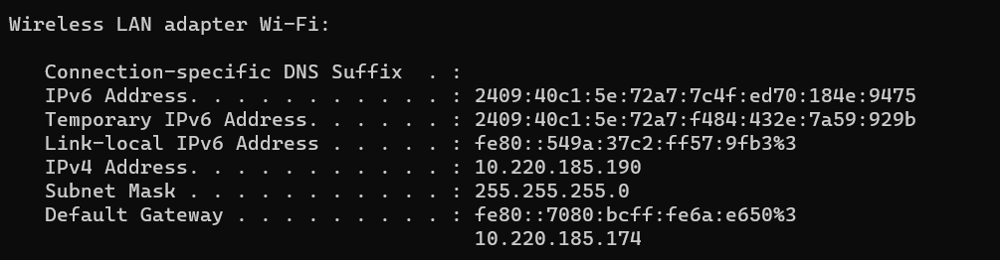 Wireless LAN adapter Wi-Fi:
Connection-specific DNS Suffix  . :
IPv6 Address. . . . . . . . . . . : 2409:40c1:5e:72a7:7c4f:ed70:184e:9475
Temporary IPv6 Address. . . . . . : 2409:40c1:5e:72a7:f484:432e:7a59:929b
Link-local IPv6 Address . . . . . : fe80::549a:37c2:ff57:9fb3%3
IPv4 Address. . . . . . . . . . . : 10.220.185.190
Subnet Mask . . . . . . . . . . . : 255.255.255.0
Default Gateway . . . . . . . . . : fe80::7080:bcff:fe6a:e650%3
10.220.185.174